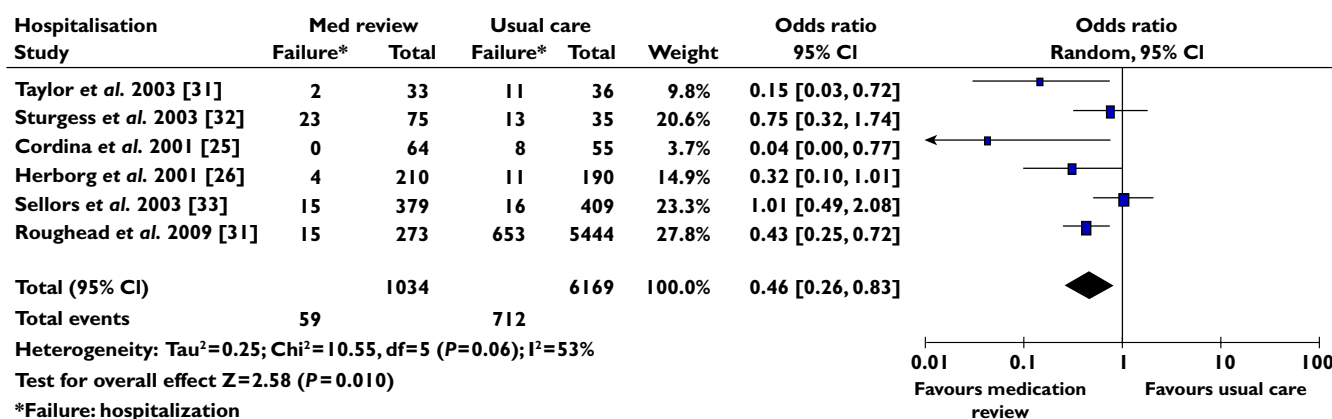 Hospitalisation Med review Usual care Odds ratio Odds ratio
Study Failure* Total Failure* Total Weight 95% CI Random, 95% CI
Taylor et al. 2003 [31] 2 33 11 36 9.8% 0.15 [0.03, 0.72]
Sturgess et al. 2003 [32] 23 75 13 35 20.6% 0.75 [0.32, 1.74]
Cordina et al. 2001 [25] 0 64 8 55 3.7% 0.04 [0.00, 0.77]
Herborg et al. 2001 [26] 4 210 11 190 14.9% 0.32 [0.10, 1.01]
Sellors et al. 2003 [33] 15 379 16 409 23.3% 1.01 [0.49, 2.08]
Roughead et al. 2009 [31] 15 273 653 5444 27.8% 0.43 [0.25, 0.72]
Total (95% CI) 1034 6169 100.0% 0.46 [0.26, 0.83]
Total events 59 712
Heterogeneity: Tau²=0.25; Chi²=10.55, df=5 (P=0.06); I²=53%
Test for overall effect Z=2.58 (P=0.010)
*Failure: hospitalization
0.01 0.1 1 10 100
Favours medication review Favours usual care